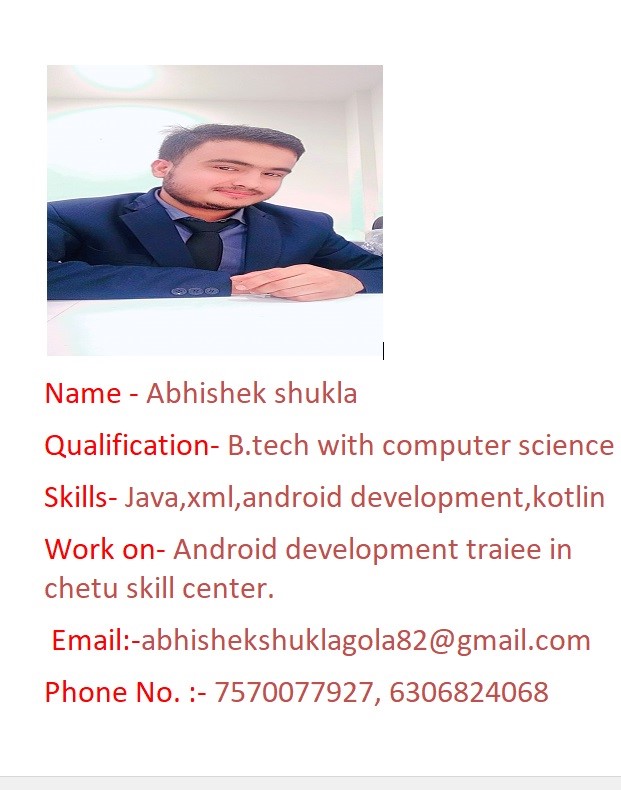 Name - Abhishek shukla
Qualification- B.tech with computer science
Skills- Java,xml,android development,kotlin
Work on- Android development traiee in
chetu skill center.
Email:-abhishekshuklagola82@gmail.com
Phone No. :- 7570077927, 6306824068